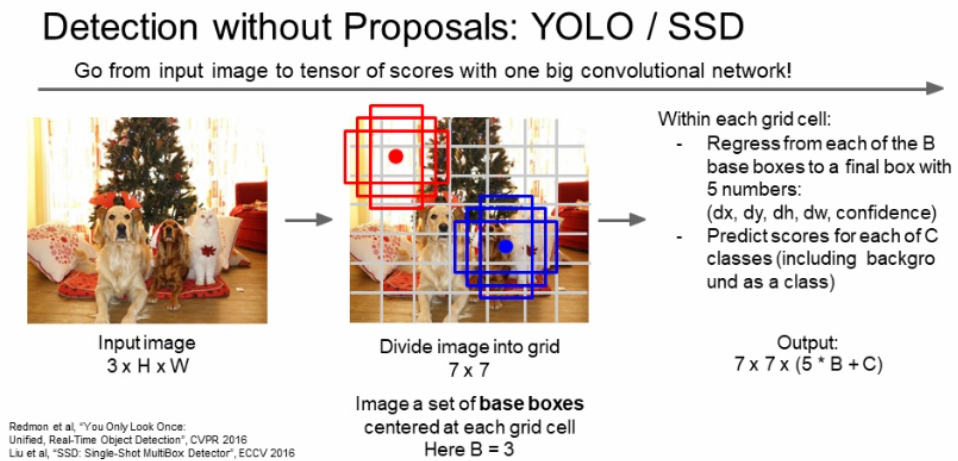 Detection without Proposals: YOLO / SSD
Go from input image to tensor of scores with one big convolutional network!
Input image
3 x H x W
Divide image into grid
7 x 7
Image a set of base boxes
centered at each grid cell
Here B = 3
Within each grid cell:
- Regress from each of the B
base boxes to a final box with
5 numbers:
(dx, dy, dh, dw, confidence)
- Predict scores for each of C
classes (including backgro
und as a class)
Output:
7 x 7 x (5 * B + C)
Redmon et al, "You Only Look Once:
Unified, Real-Time Object Detection", CVPR 2016
Liu et al, "SSD: Single-Shot MultiBox Detector", ECCV 2016